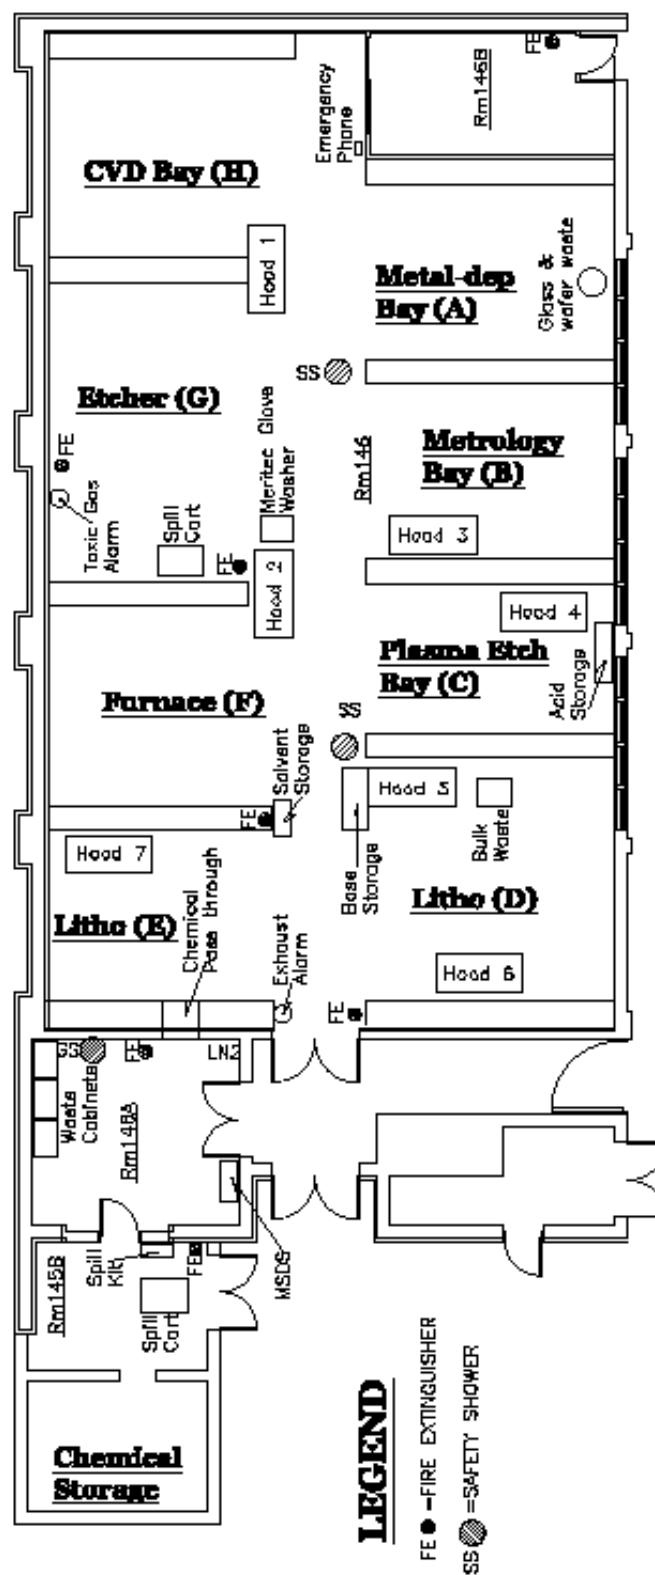 FE
Rm146B
Emergency
Phone
CVD Bay (H)
Hood 1
Metal-dep
Bay (A)
Glass &
wafer waste
SS
Etcher (G)
FE
Toxic Gas
Alarm
Spill
Cart
Meritec Glove
Washer
FE
Hood 2
Rm146
Metrology
Bay (B)
Hood 3
Hood 4
Plasma Etch
Bay (C)
Acid
Storage
Furnace (F)
SS
Solvent
Storage
FE
Hood 7
Base
Storage
Hood 5
Bulk
Waste
Litho (E)
Chemical
Pass through
Exhaust
Alarm
Litho (D)
Hood 6
FE
SS
FE
LN2
Waste
Cabinets
Rm148A
MSDS
Rm145B
Spill
Kit
FE
Spill
Cart
Chemical
Storage
LEGEND
FE -FIRE EXTINGUISHER
SS =SAFETY SHOWER